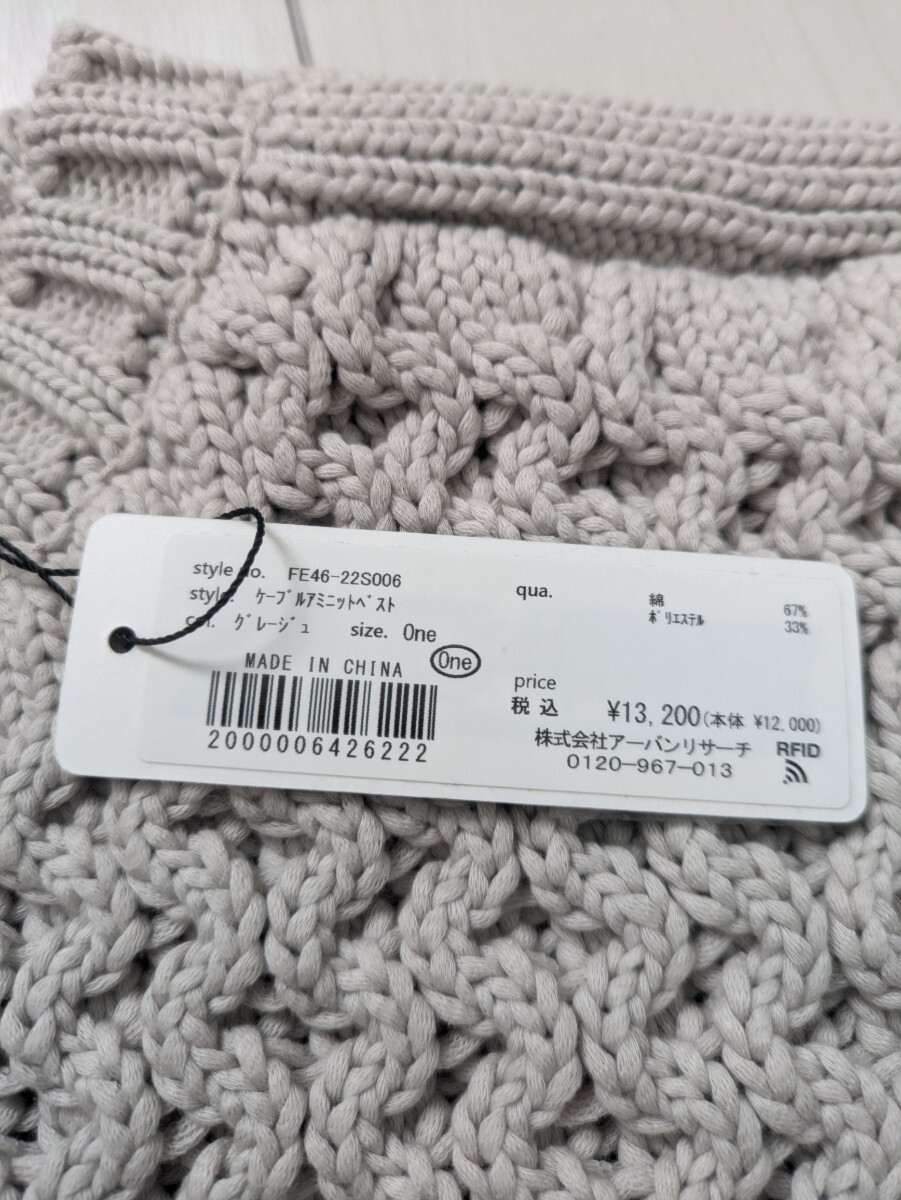 style no. FE46-22S006
style. ｹｰﾌﾞﾙｱﾐﾆｯﾄﾍﾞｽﾄ
col. ｸﾞﾚｰｼﾞｭ size. One
MADE IN CHINA One
2000006426222
qua. 綿 67%
ﾎﾟﾘｴｽﾃﾙ 33%
price
税込 ¥13,200(本体 ¥12,000)
株式会社アーバンリサーチ RFID
0120-967-013